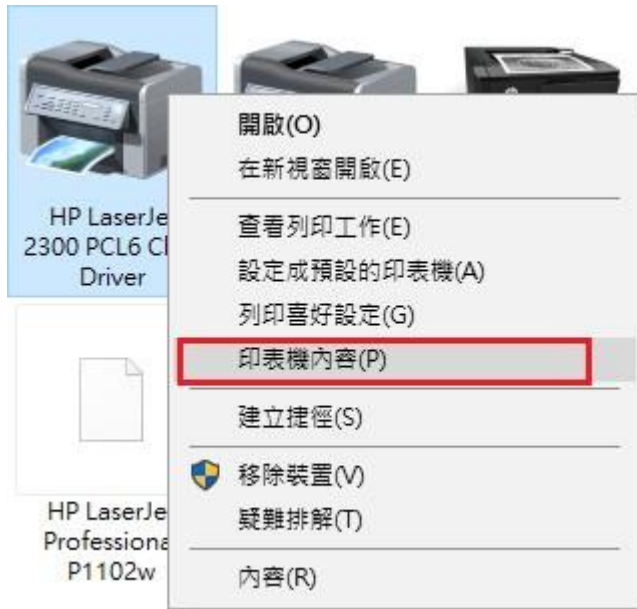 開啟(O)
在新視窗開啟(E)
查看列印工作(E)
設定成預設的印表機(A)
列印喜好設定(G)
印表機內容(P)
建立捷徑(S)
移除裝置(V)
疑難排解(T)
內容(R)
HP LaserJe
2300 PCL6 Cl
Driver
HP LaserJe
Professiona
P1102w